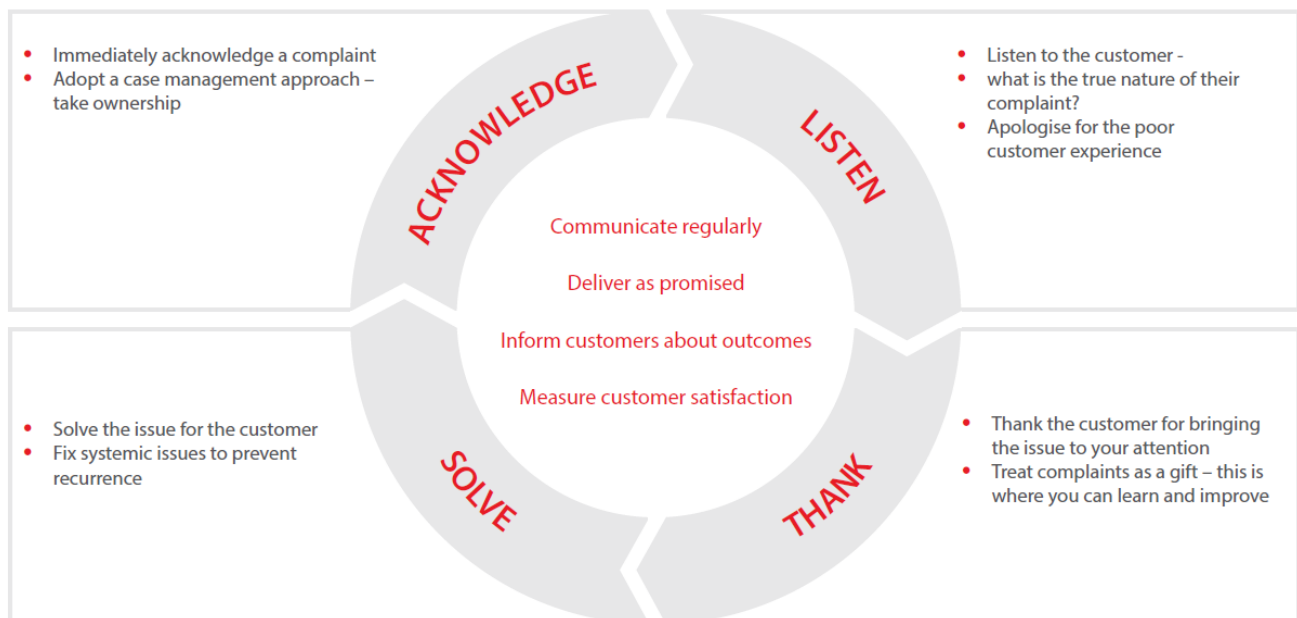 • Immediately acknowledge a complaint
• Adopt a case management approach –
take ownership
ACKNOWLEDGE
LISTEN
• Listen to the customer -
• what is the true nature of their
complaint?
• Apologise for the poor
customer experience
Communicate regularly
Deliver as promised
Inform customers about outcomes
Measure customer satisfaction
• Solve the issue for the customer
• Fix systemic issues to prevent
recurrence
SOLVE
THANK
• Thank the customer for bringing
the issue to your attention
• Treat complaints as a gift – this is
where you can learn and improve